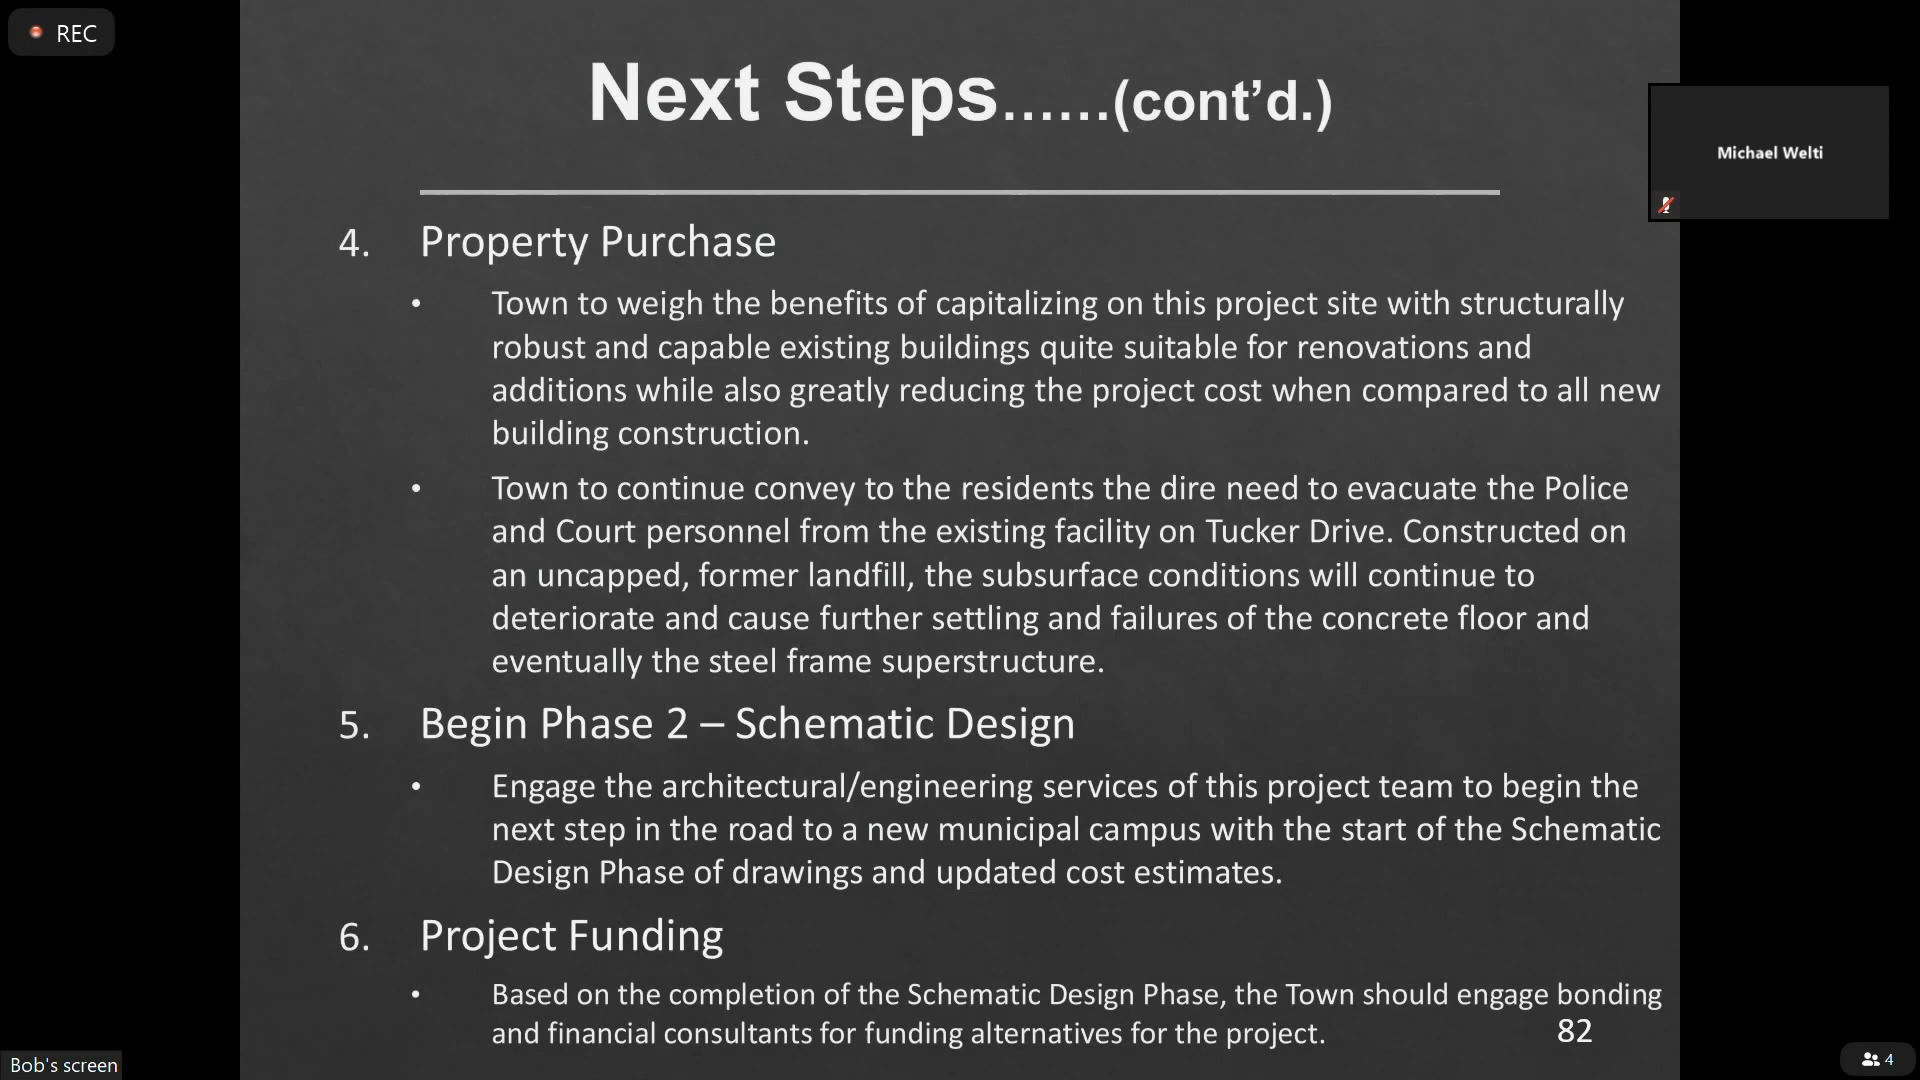 REC
Next Steps......(cont’d.)
Michael Welti
4. Property Purchase
• Town to weigh the benefits of capitalizing on this project site with structurally
robust and capable existing buildings quite suitable for renovations and
additions while also greatly reducing the project cost when compared to all new
building construction.
• Town to continue convey to the residents the dire need to evacuate the Police
and Court personnel from the existing facility on Tucker Drive. Constructed on
an uncapped, former landfill, the subsurface conditions will continue to
deteriorate and cause further settling and failures of the concrete floor and
eventually the steel frame superstructure.
5. Begin Phase 2 – Schematic Design
• Engage the architectural/engineering services of this project team to begin the
next step in the road to a new municipal campus with the start of the Schematic
Design Phase of drawings and updated cost estimates.
6. Project Funding
• Based on the completion of the Schematic Design Phase, the Town should engage bonding
and financial consultants for funding alternatives for the project.
82
Bob's screen
4